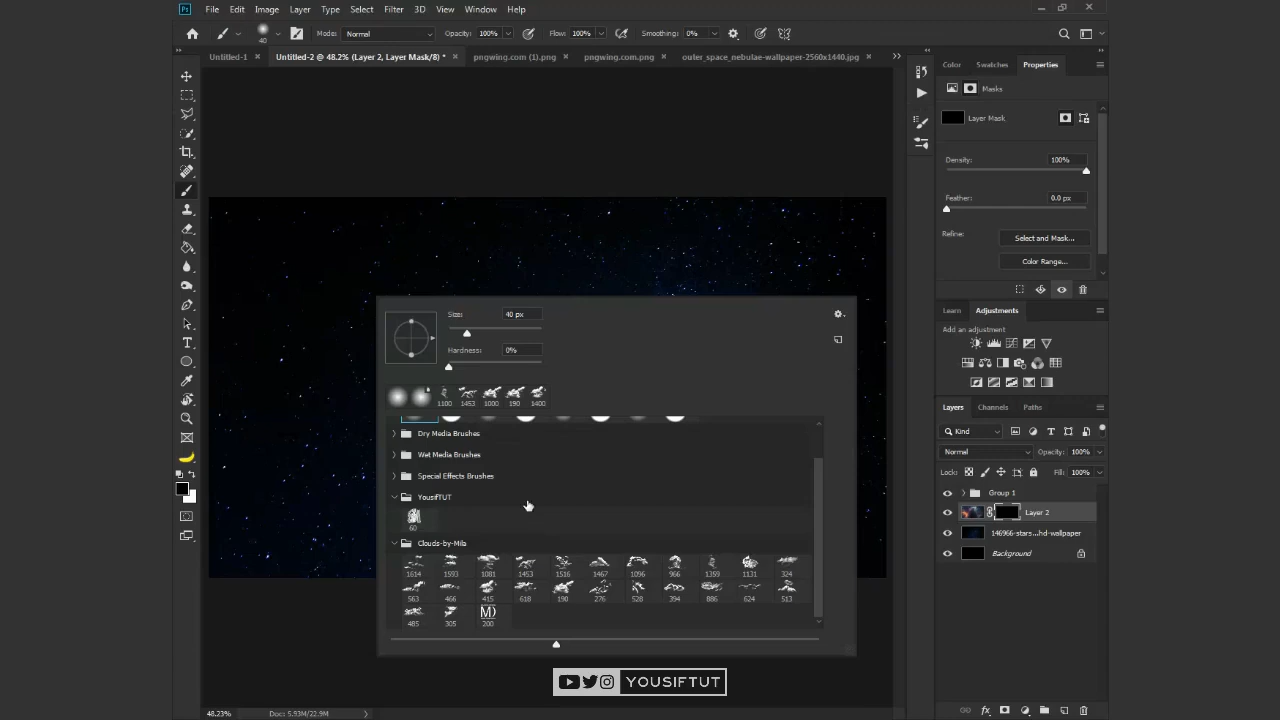 Ps File Edit Image Layer Type Select Filter 3D View Window Help
40 Mode: Normal Opacity: 100% Flow: 100% Smoothing: 0%
Untitled-1 × Untitled-2 @ 48.2% (Layer 2, Layer Mask/8) * × pngwing.com (1).png × pngwing.com.png × outer_space_nebulae-wallpaper-2560x1440.jpg ×
Color Swatches Properties
Masks
Layer Mask
Density: 100%
Feather: 0.0 px
Refine: Select and Mask...
Color Range...
Learn Adjustments
Add an adjustment
Layers Channels Paths
Kind
Normal Opacity: 100%
Lock: Fill: 100%
Group 1
Layer 2
146966-stars...hd-wallpaper
Background
Size: 40 px
Hardness: 0%
1100 1453 1000 190 1400
Dry Media Brushes
Wet Media Brushes
Special Effects Brushes
YousifTUT
60
Clouds-by-Mila
1614 1593 1081 1453 1516 1467 1096 966 1359 1131 324
563 466 415 618 190 276 528 394 886 624 513
485 305 200
YOUSIFTUT
48.23% Doc: 5.93M/22.9M